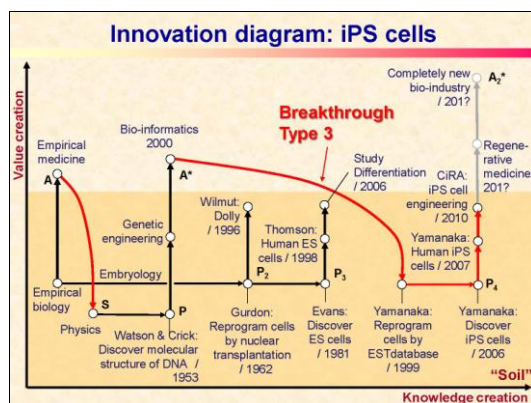 Innovation diagram: iPS cells
Value creation
Completely new
bio-industry
/ 201?
A₂*
Breakthrough
Type 3
Bio-informatics
2000
Empirical
medicine
A
A*
Study
Differentiation
/ 2006
Regene-
rative
medicine
201?
CiRA:
iPS cell
engineering
/ 2010
Wilmut:
Dolly
/ 1996
Genetic
engineering
Thomson:
Human ES
cells / 1998
Yamanaka:
Human iPS
cells / 2007
Embryology
P₂
P₃
P₄
Empirical
biology
S
P
Physics
Watson & Crick:
Discover molecular
structure of DNA /
1953
Gurdon:
Reprogram cells
by nuclear
transplantation
/ 1962
Evans:
Discover
ES cells
/ 1981
Yamanaka:
Reprogram
cells by
ESTdatabase
/ 1999
Yamanaka:
Discover
iPS cells
/ 2006
“Soil”
Knowledge creation